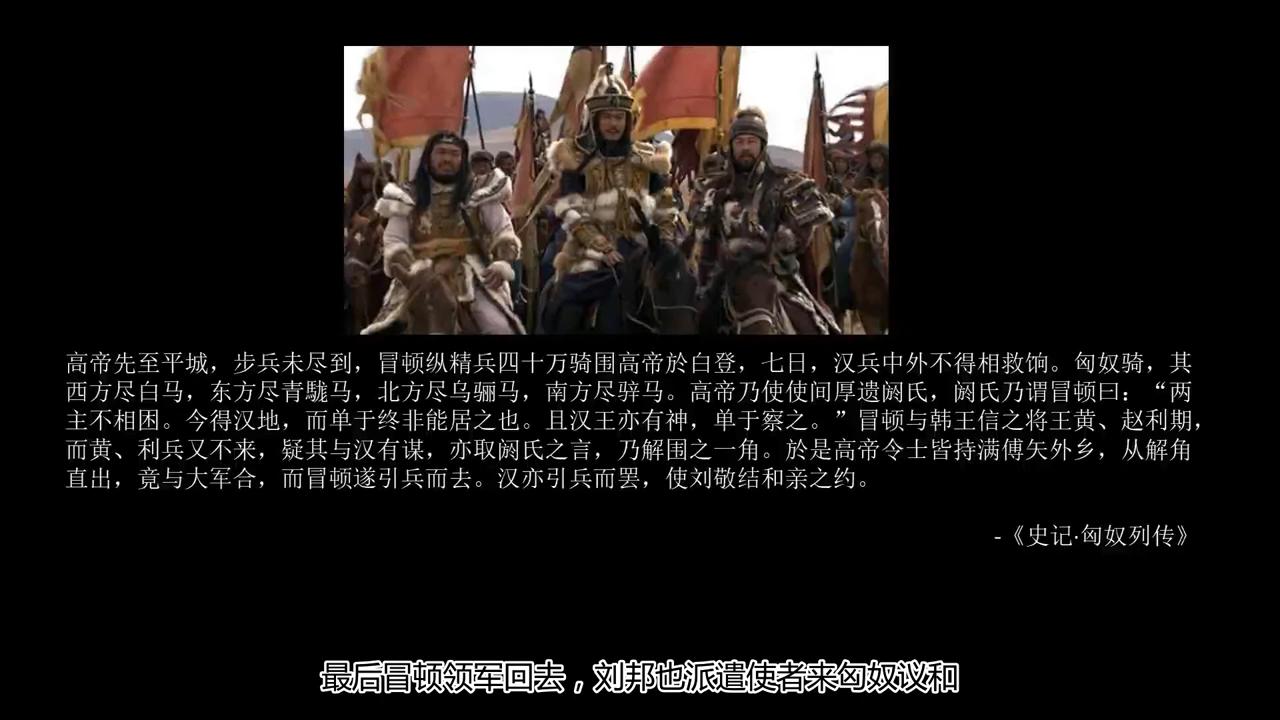 高帝先至平城，步兵未尽到，冒顿纵精兵四十万骑围高帝於白登，七日，汉兵中外不得相救饷。匈奴骑，其
西方尽白马，东方尽青駹马，北方尽乌骊马，南方尽骍马。高帝乃使使间厚遗阏氏，阏氏乃谓冒顿曰：“两
主不相困。今得汉地，而单于终非能居之也。且汉王亦有神，单于察之。”冒顿与韩王信之将王黄、赵利期，
而黄、利兵又不来，疑其与汉有谋，亦取阏氏之言，乃解围之一角。於是高帝令士皆持满傅矢外乡，从解角
直出，竟与大军合，而冒顿遂引兵而去。汉亦引兵而罢，使刘敬结和亲之约。
-《史记·匈奴列传》
最后冒顿领军回去，刘邦也派遣使者来匈奴议和